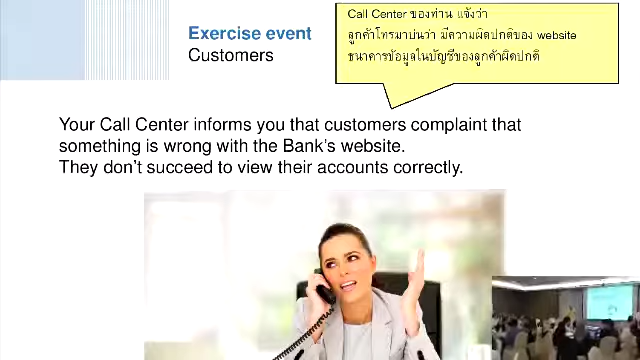 Exercise event
Customers
Call Center ของท่าน แจ้งว่า
ลูกค้าโทรมาบ่นว่า มีความผิดปกติของ website
ธนาคารข้อมูลในบัญชีของลูกค้าผิดปกติ
Your Call Center informs you that customers complaint that
something is wrong with the Bank's website.
They don't succeed to view their accounts correctly.